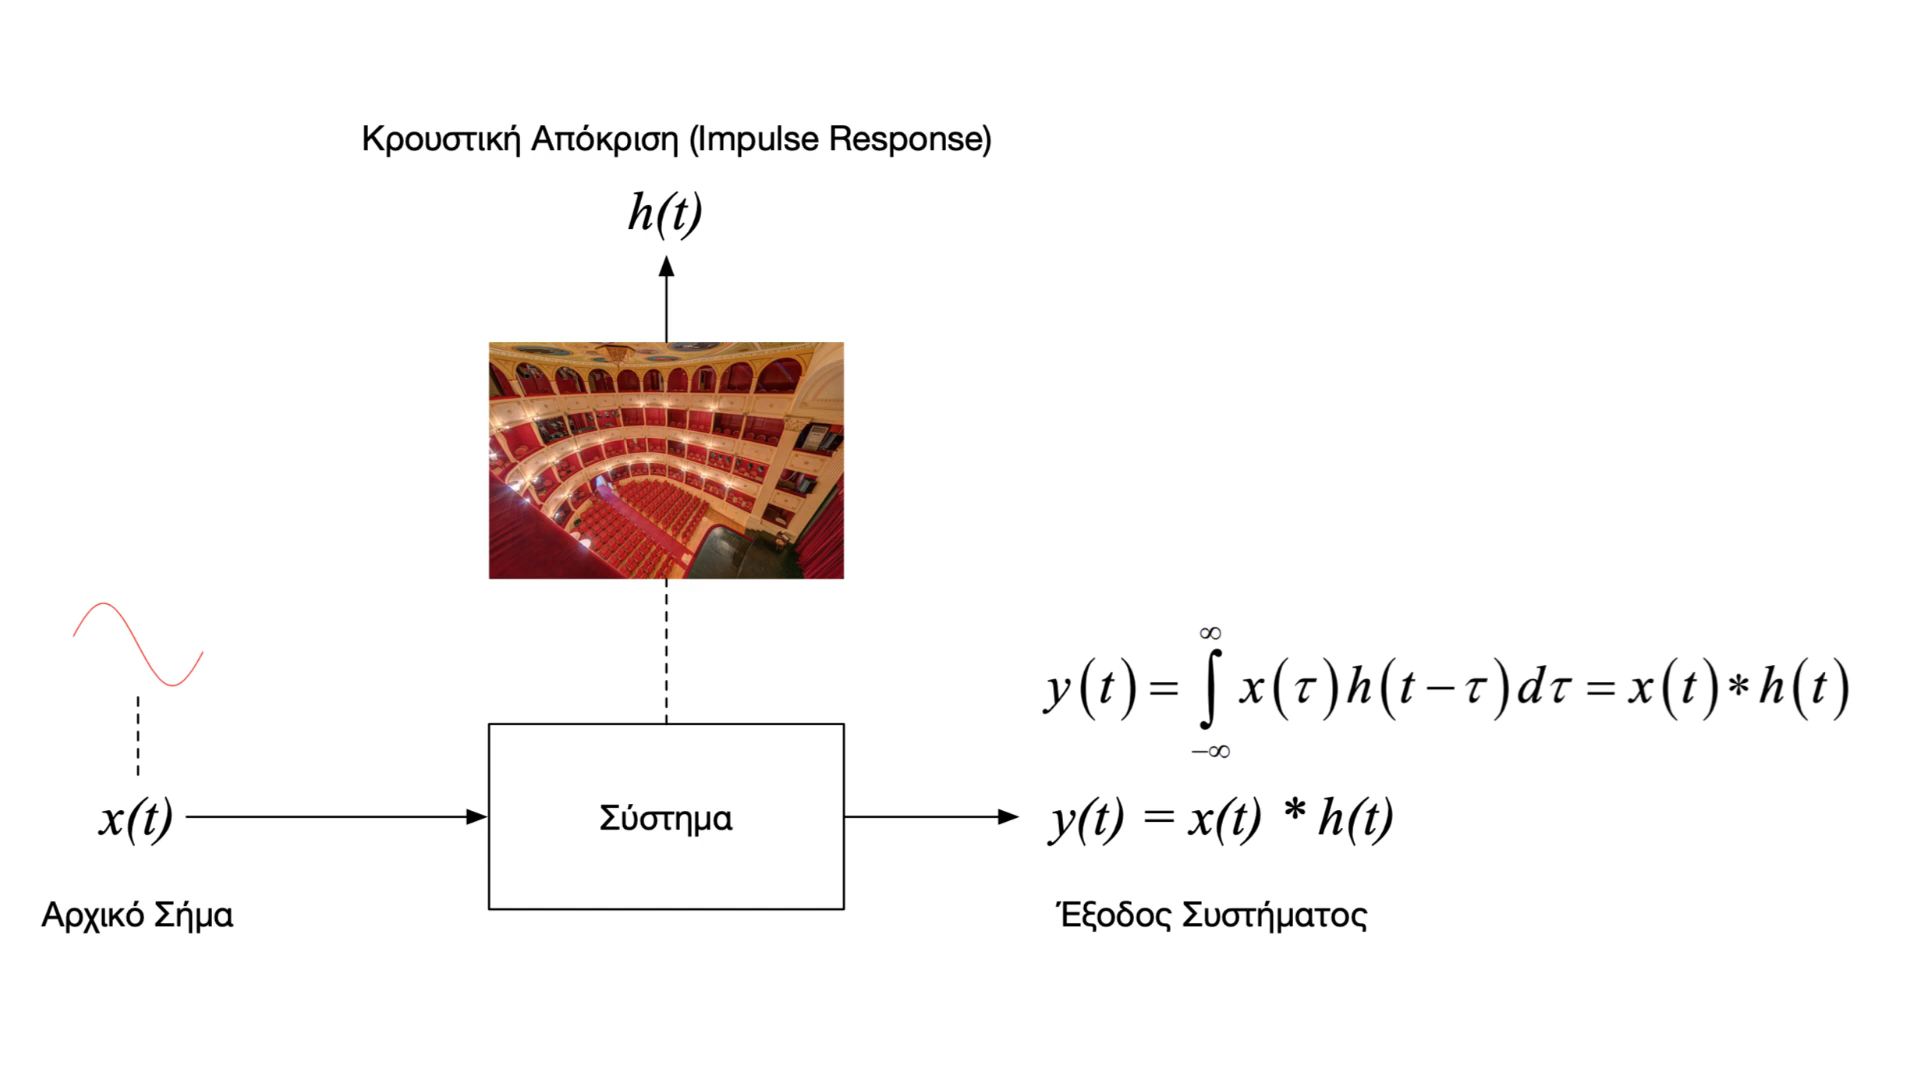 Κρουστική Απόκριση (Impulse Response)
h(t)
y(t) = ∫_{-∞}^{∞} x(τ)h(t−τ)dτ = x(t)*h(t)
x(t)
Σύστημα
y(t) = x(t) * h(t)
Αρχικό Σήμα
Έξοδος Συστήματος